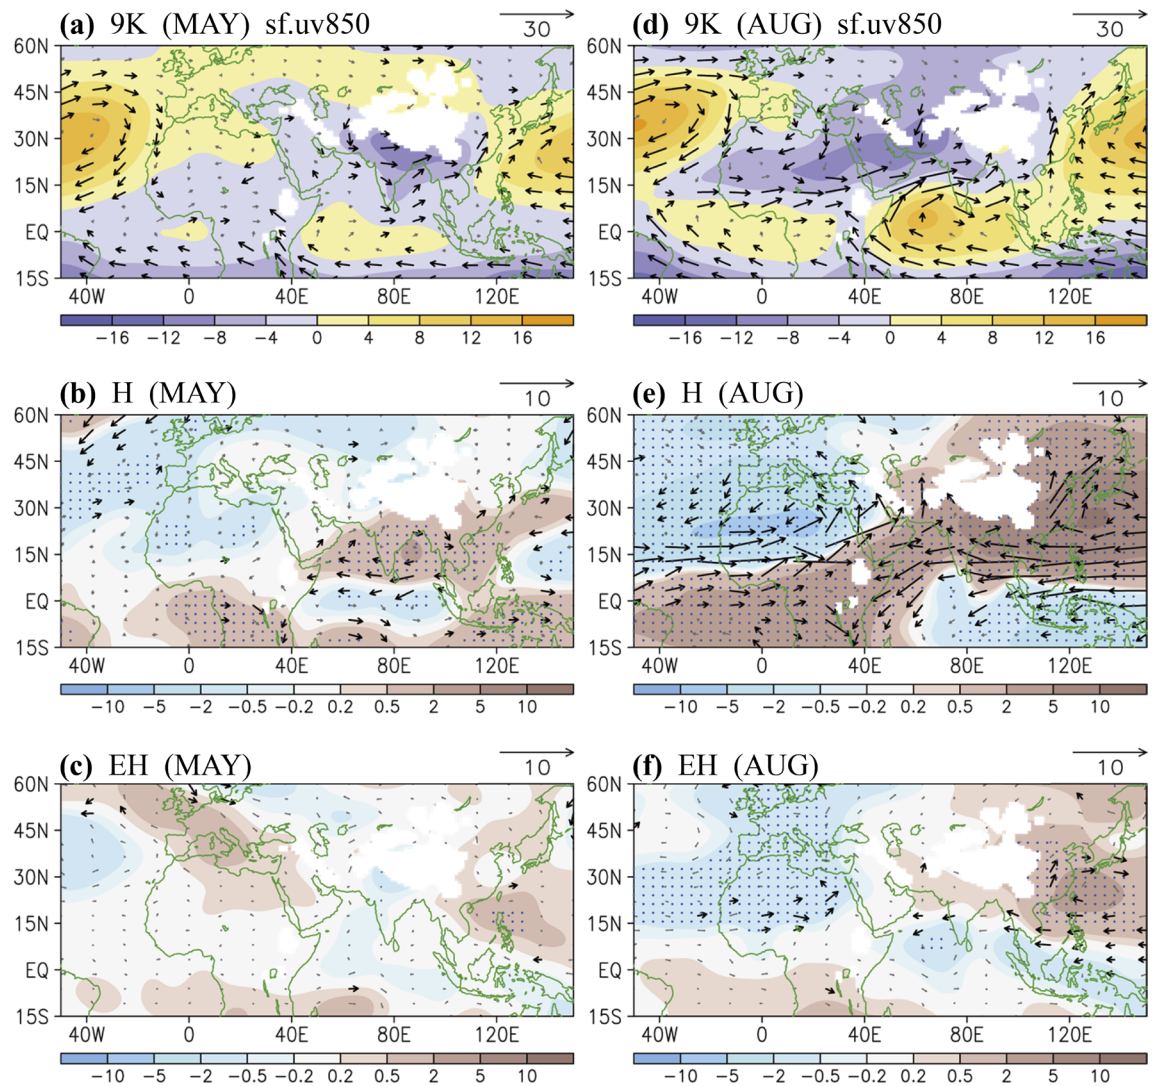 (a) 9K (MAY) sf.uv850
30
60N
45N
30N
15N
EQ
15S
40W 0 40E 80E 120E
-16 -12 -8 -4 0 4 8 12 16
(d) 9K (AUG) sf.uv850
30
60N
45N
30N
15N
EQ
15S
40W 0 40E 80E 120E
-16 -12 -8 -4 0 4 8 12 16
(b) H (MAY)
10
60N
45N
30N
15N
EQ
15S
40W 0 40E 80E 120E
-10 -5 -2 -0.5 -0.2 0.2 0.5 2 5 10
(e) H (AUG)
10
60N
45N
30N
15N
EQ
15S
40W 0 40E 80E 120E
-10 -5 -2 -0.5 -0.2 0.2 0.5 2 5 10
(c) EH (MAY)
10
60N
45N
30N
15N
EQ
15S
40W 0 40E 80E 120E
-10 -5 -2 -0.5 -0.2 0.2 0.5 2 5 10
(f) EH (AUG)
10
60N
45N
30N
15N
EQ
15S
40W 0 40E 80E 120E
-10 -5 -2 -0.5 -0.2 0.2 0.5 2 5 10